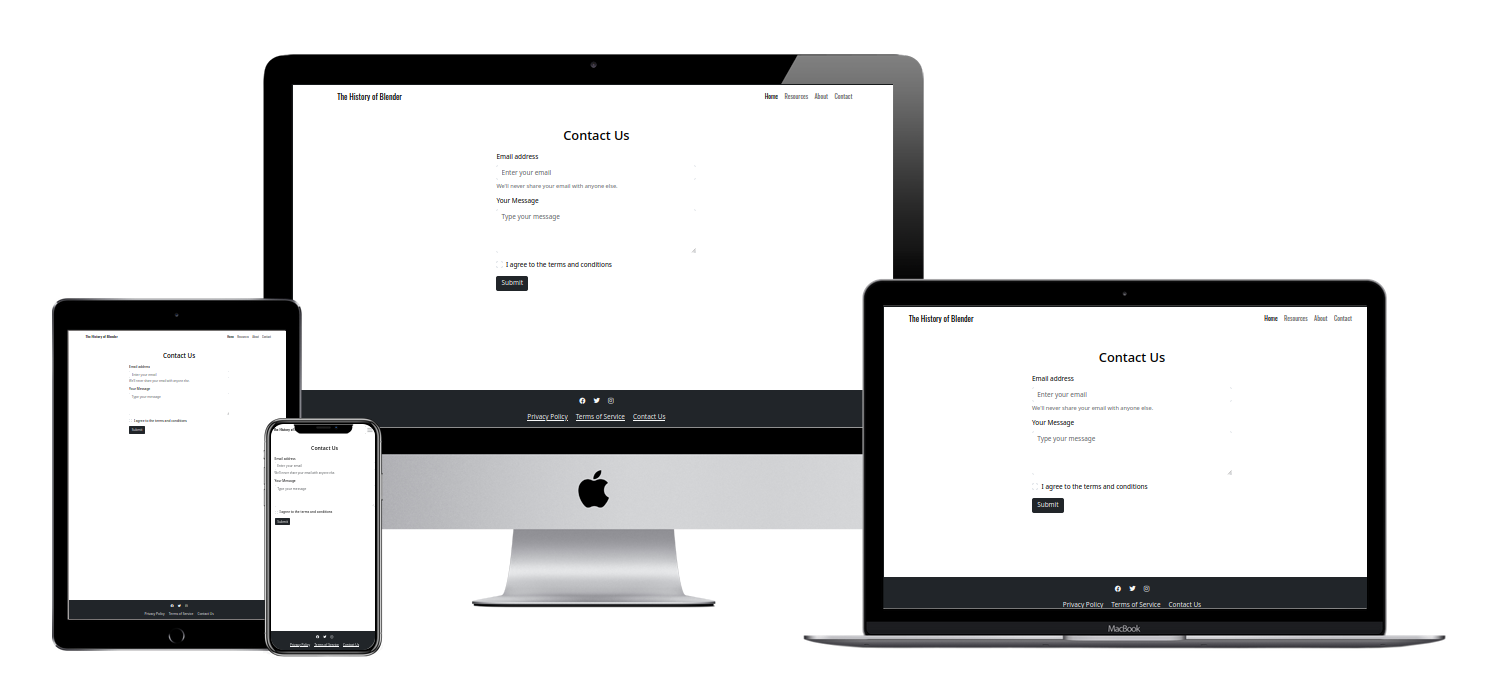 The History of Blender
Home Resources About Contact
Contact Us
Email address
Enter your email
We'll never share your email with anyone else.
Your Message
Type your message
I agree to the terms and conditions
Submit
Privacy Policy Terms of Service Contact Us
The History of Blender
Home Resources About Contact
Contact Us
Email address
Enter your email
We'll never share your email with anyone else.
Your Message
Type your message
I agree to the terms and conditions
Submit
Privacy Policy Terms of Service Contact Us
The History of
Contact Us
Email address
Enter your email
We'll never share your email with anyone else.
Your Message
Type your message
I agree to the terms and conditions
Submit
Privacy Policy Terms of Service Contact Us
The History of Blender
Home Resources About Contact
Contact Us
Email address
Enter your email
We'll never share your email with anyone else.
Your Message
Type your message
I agree to the terms and conditions
Submit
Privacy Policy Terms of Service Contact Us
MacBook